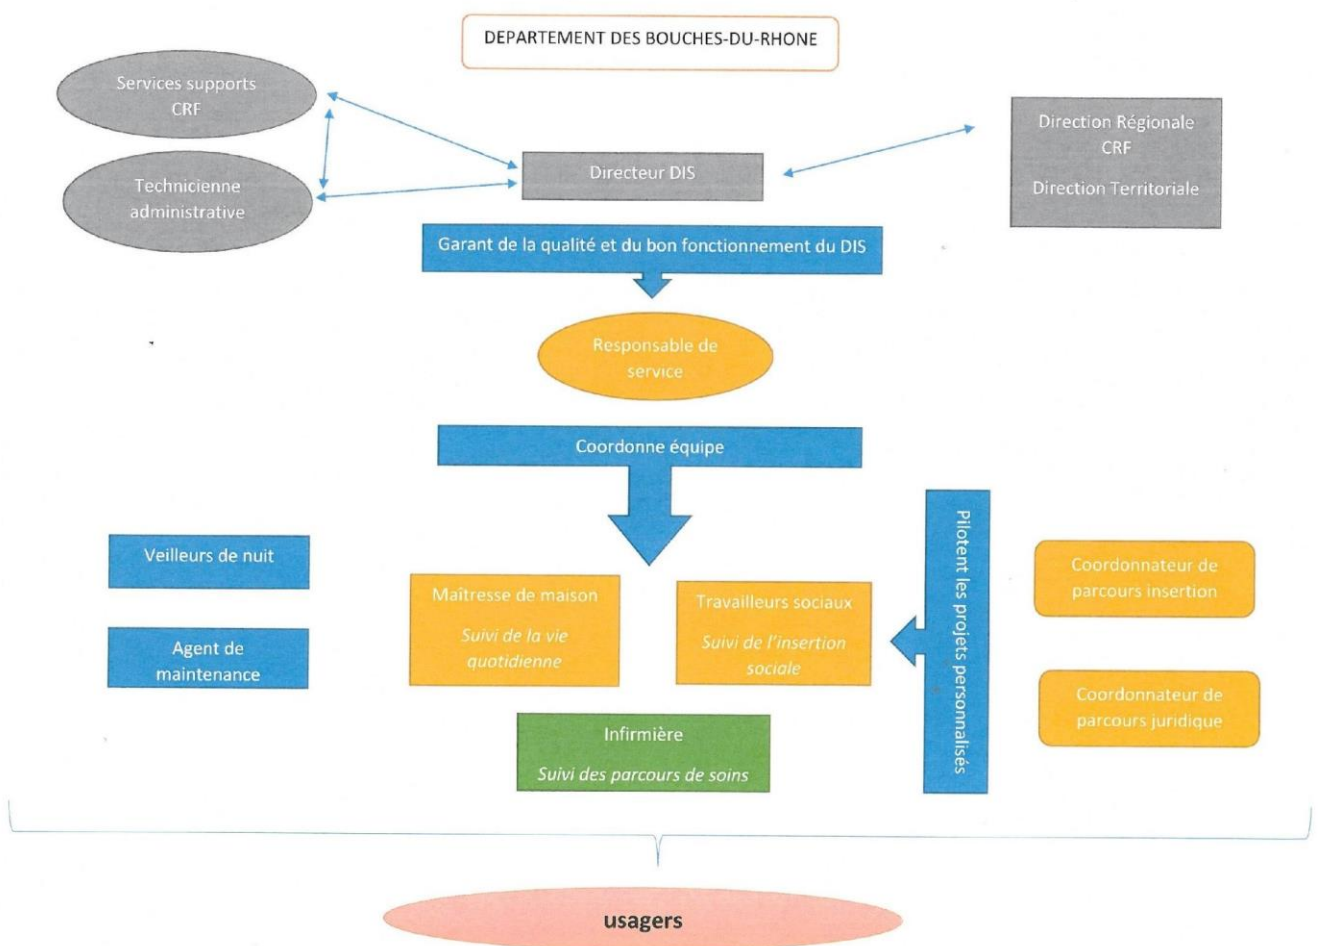 DEPARTEMENT DES BOUCHES-DU-RHONE
Services supports
CRF
Direction Régionale
CRF
Direction Territoriale
Directeur DIS
Technicienne
administrative
Garant de la qualité et du bon fonctionnement du DIS
Responsable de
service
Coordonne équipe
Veilleurs de nuit
Agent de
maintenance
Maîtresse de maison
Suivi de la vie
quotidienne
Travailleurs sociaux
Suivi de l'insertion
sociale
Pilotent les projets personnalisés
Coordonnateur de
parcours insertion
Coordonnateur de
parcours juridique
Infirmière
Suivi des parcours de soins
usagers